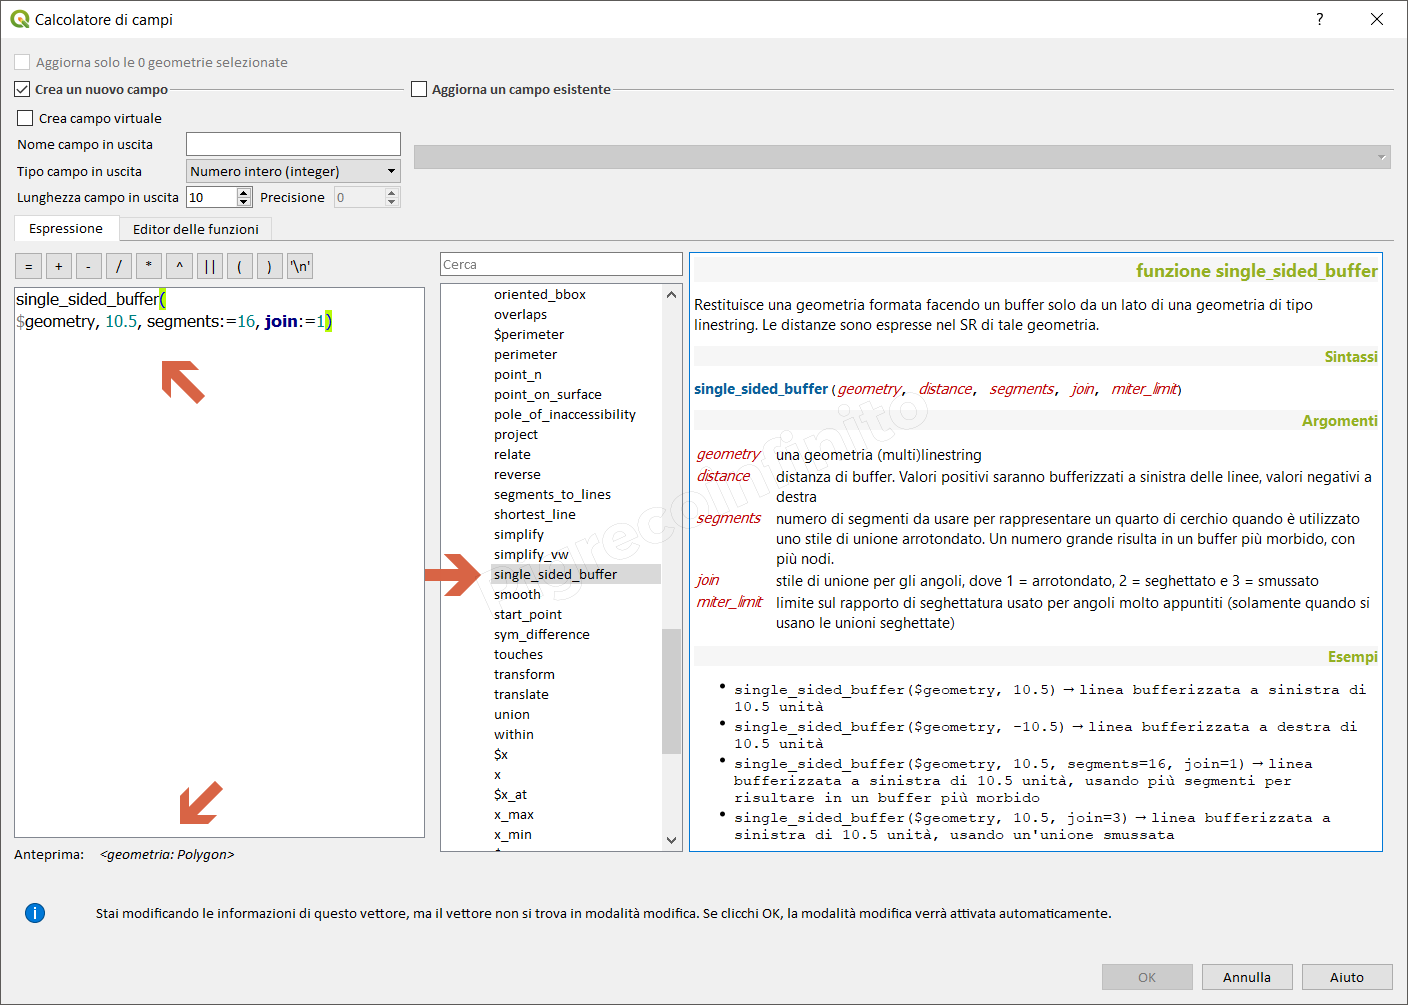 Calcolatore di campi
?
Aggiorna solo le 0 geometrie selezionate
Crea un nuovo campo
Aggiorna un campo esistente
Crea campo virtuale
Nome campo in uscita
Tipo campo in uscita
Numero intero (integer)
Lunghezza campo in uscita
10
Precisione
0
Espressione
Editor delle funzioni
= + - / * ^ || ( ) '\n'
single_sided_buffer(
$geometry, 10.5, segments:=16, join:=1)
Anteprima: <geometria: Polygon>
Cerca
oriented_bbox
overlaps
$perimeter
perimeter
point_n
point_on_surface
pole_of_inaccessibility
project
relate
reverse
segments_to_lines
shortest_line
simplify
simplify_vw
single_sided_buffer
smooth
start_point
sym_difference
touches
transform
translate
union
within
$x
x
$x_at
x_max
x_min
funzione single_sided_buffer
Restituisce una geometria formata facendo un buffer solo da un lato di una geometria di tipo
linestring. Le distanze sono espresse nel SR di tale geometria.
Sintassi
single_sided_buffer(geometry, distance, segments, join, miter_limit)
Argomenti
geometry una geometria (multi)linestring
distance distanza di buffer. Valori positivi saranno bufferizzati a sinistra delle linee, valori negativi a
destra
segments numero di segmenti da usare per rappresentare un quarto di cerchio quando è utilizzato
uno stile di unione arrotondato. Un numero grande risulta in un buffer più morbido, con
più nodi.
join stile di unione per gli angoli, dove 1 = arrotondato, 2 = seghettato e 3 = smussato
miter_limit limite sul rapporto di seghettatura usato per angoli molto appuntiti (solamente quando si
usano le unioni seghettate)
Esempi
• single_sided_buffer($geometry, 10.5) → linea bufferizzata a sinistra di
10.5 unità
• single_sided_buffer($geometry, -10.5) → linea bufferizzata a destra di
10.5 unità
• single_sided_buffer($geometry, 10.5, segments=16, join=1) → linea
bufferizzata a sinistra di 10.5 unità, usando più segmenti per
risultare in un buffer più morbido
• single_sided_buffer($geometry, 10.5, join=3) → linea bufferizzata a
sinistra di 10.5 unità, usando un'unione smussata
Stai modificando le informazioni di questo vettore, ma il vettore non si trova in modalità modifica. Se clicchi OK, la modalità modifica verrà attivata automaticamente.
OK
Annulla
Aiuto